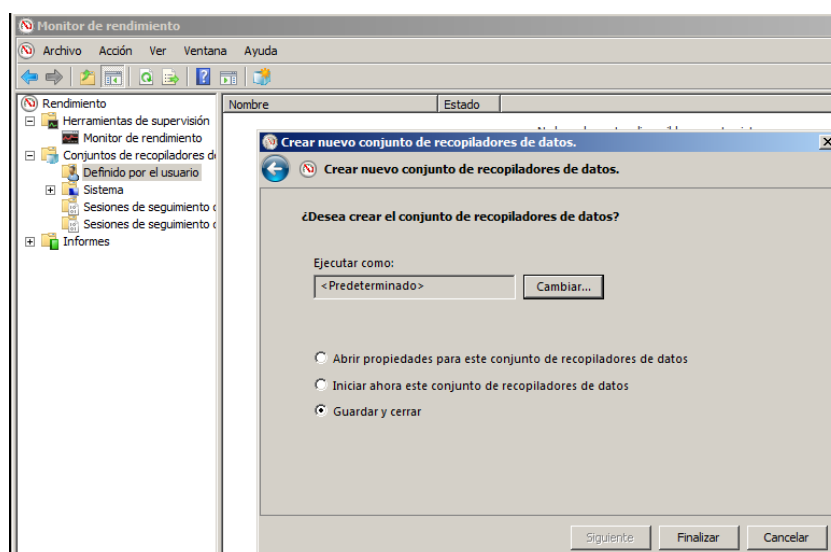 Monitor de rendimiento
Archivo Acción Ver Ventana Ayuda
Rendimiento
Herramientas de supervisión
Monitor de rendimiento
Conjuntos de recopiladores d
Definido por el usuario
Sistema
Sesiones de seguimiento
Sesiones de seguimiento
Informes
Nombre Estado
Crear nuevo conjunto de recopiladores de datos.
Crear nuevo conjunto de recopiladores de datos.
¿Desea crear el conjunto de recopiladores de datos?
Ejecutar como:
<Predeterminado> Cambiar...
Abrir propiedades para este conjunto de recopiladores de datos
Iniciar ahora este conjunto de recopiladores de datos
Guardar y cerrar
Siguiente Finalizar Cancelar